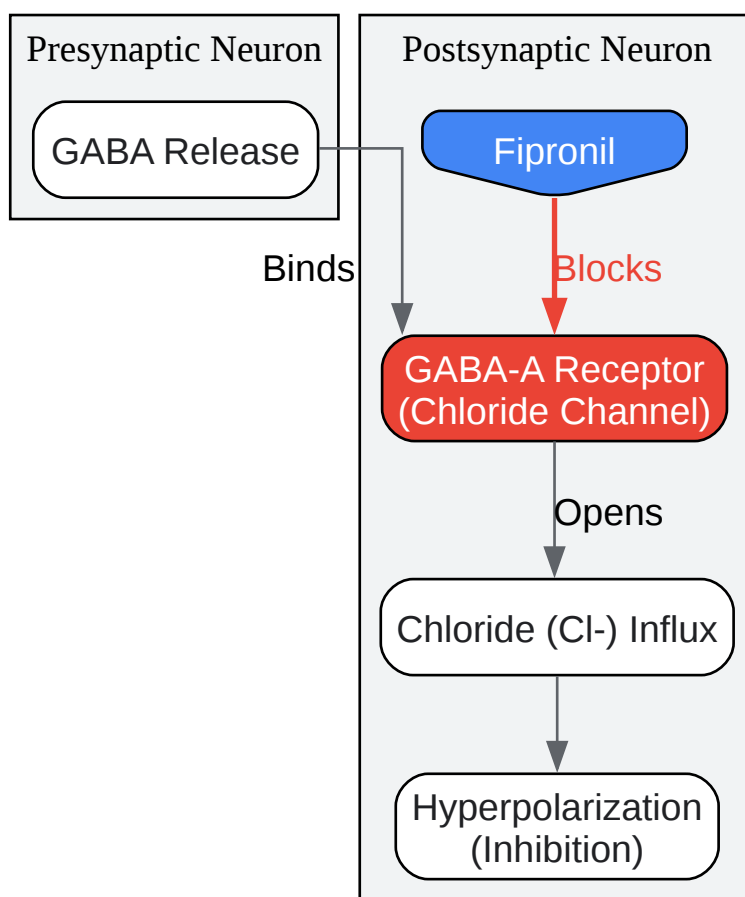 Presynaptic Neuron
GABA Release
Postsynaptic Neuron
Fipronil
Binds
Blocks
GABA-A Receptor
(Chloride Channel)
Opens
Chloride (Cl-) Influx
Hyperpolarization
(Inhibition)